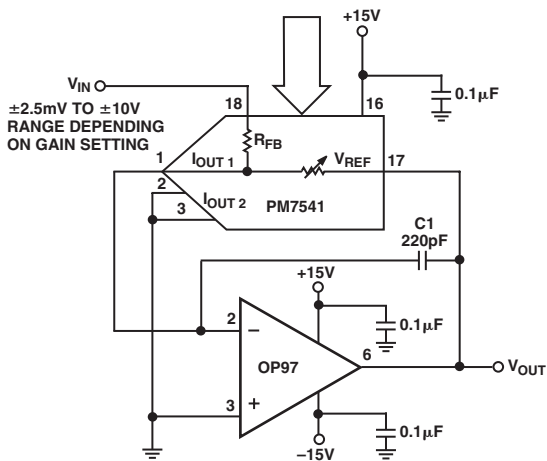 +15V
V_IN
±2.5mV TO ±10V
RANGE DEPENDING
ON GAIN SETTING
0.1µF
18
16
R_FB
1
I_OUT 1
V_REF
17
2
I_OUT 2
3
PM7541
C1
220pF
+15V
0.1µF
2
–
OP97
6
V_OUT
3
+
0.1µF
–15V